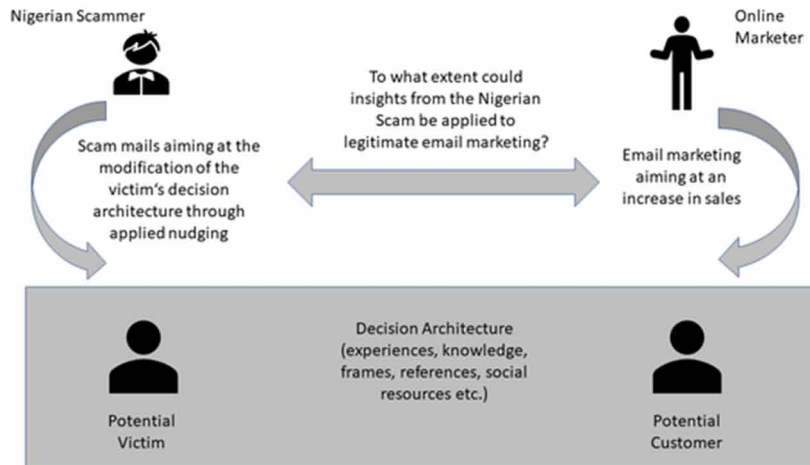 Nigerian Scammer
Online
Marketer
To what extent could
insights from the Nigerian
Scam be applied to
legitimate email marketing?
Scam mails aiming at the
modification of the
victim's decision
architecture through
applied nudging
Email marketing
aiming at an
increase in sales
Decision Architecture
(experiences, knowledge,
frames, references, social
resources etc.)
Potential
Victim
Potential
Customer